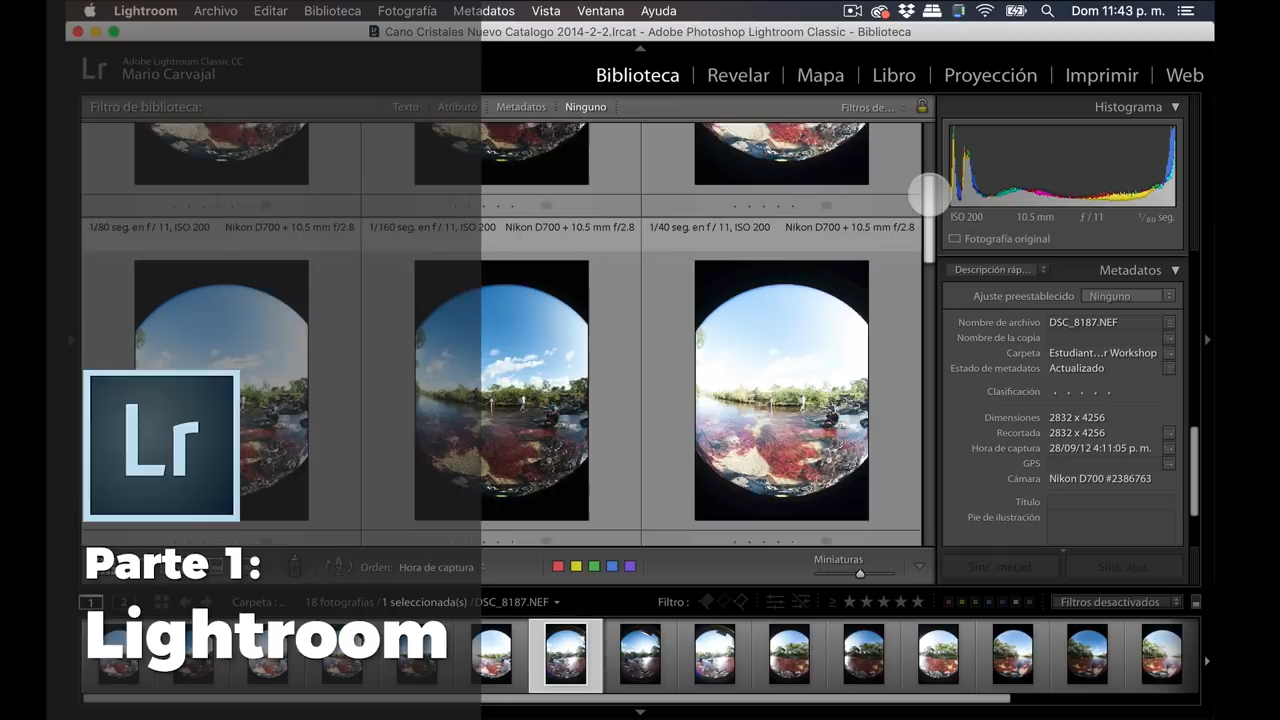 Lightroom Archivo Editar Biblioteca Fotografía Metadatos Vista Ventana Ayuda Dom 11:43 p. m.
Cano Cristales Nuevo Catalogo 2014-2-2.lrcat - Adobe Photoshop Lightroom Classic - Biblioteca
Lr Adobe Lightroom Classic CC
Mario Carvajal
Biblioteca | Revelar | Mapa | Libro | Proyección | Imprimir | Web
Filtro de biblioteca: Texto Atributo Metadatos Ninguno Filtros de...
Histograma
ISO 200 10.5 mm ƒ / 11 1/80 seg.
Fotografía original
1/80 seg. en f / 11, ISO 200 Nikon D700 + 10.5 mm f/2.8
1/160 seg. en f / 11, ISO 200 Nikon D700 + 10.5 mm f/2.8
1/40 seg. en f / 11, ISO 200 Nikon D700 + 10.5 mm f/2.8
Descripción ráp... Metadatos
Ajuste preestablecido Ninguno
Nombre de archivo DSC_8187.NEF
Nombre de la copia
Carpeta Estudiant...r Workshop
Estado de metadatos Actualizado
Clasificación
Dimensiones 2832 x 4256
Recortada 2832 x 4256
Hora de captura 28/09/12 4:11:05 p. m.
GPS
Cámara Nikon D700 #2386763
Título
Pie de ilustración
Sinc. metad. Sinc. ajus
Lr
Parte 1:
Lightroom
Orden: Hora de captura
Miniaturas
1 2 Carpeta : ... 18 fotografías /1 seleccionada(s) /DSC_8187.NEF Filtro : Filtros desactivados